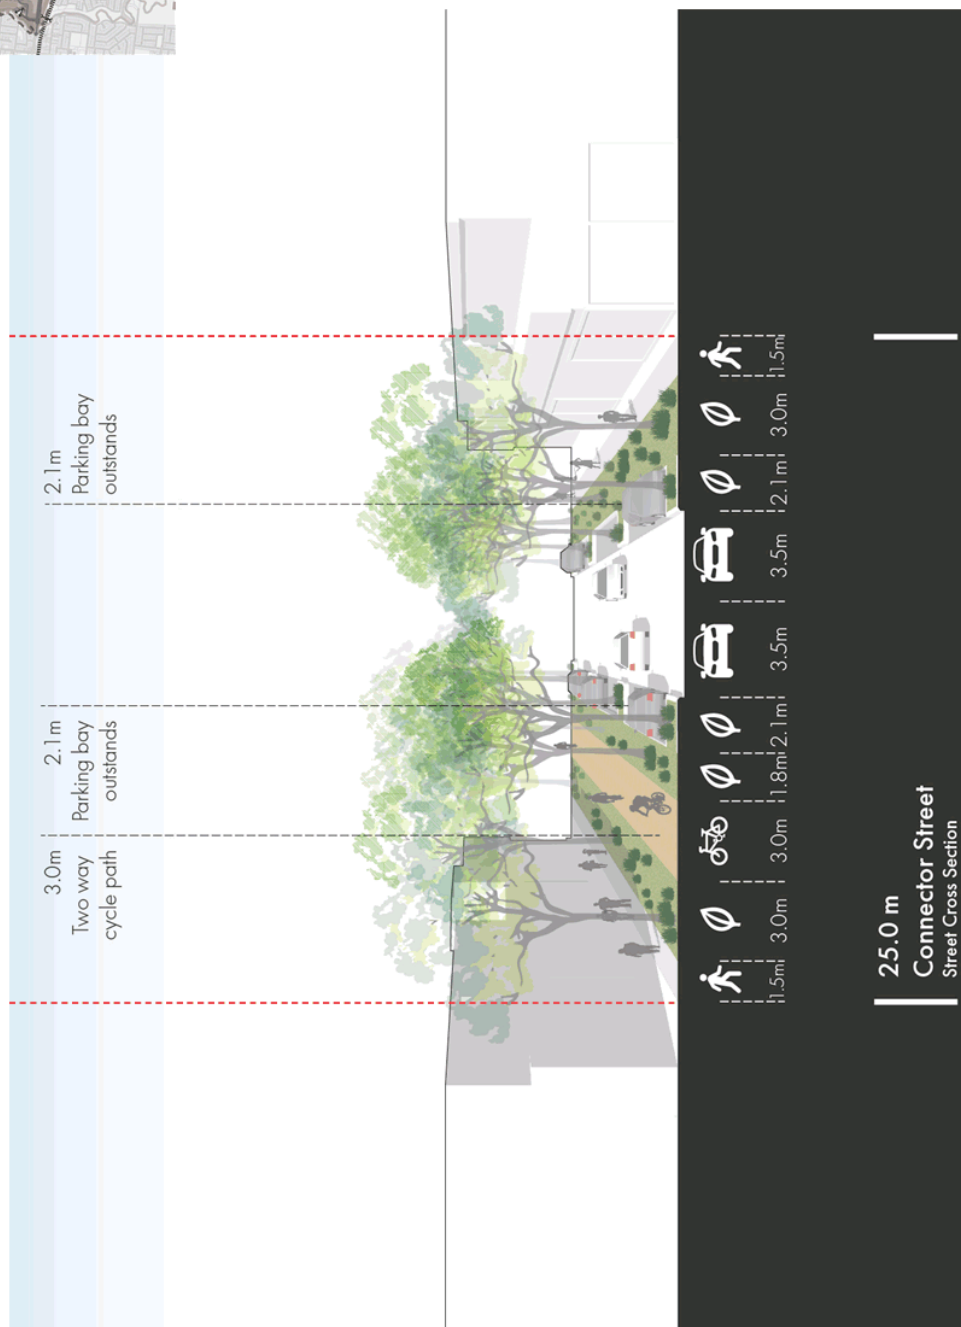 3.0m
Two way
cycle path
2.1m
Parking bay
outstands
2.1m
Parking bay
outstands
1.5m
3.0m
3.0m
1.8m
2.1m
3.5m
3.5m
2.1m
3.0m
1.5m
25.0 m
Connector Street
Street Cross Section